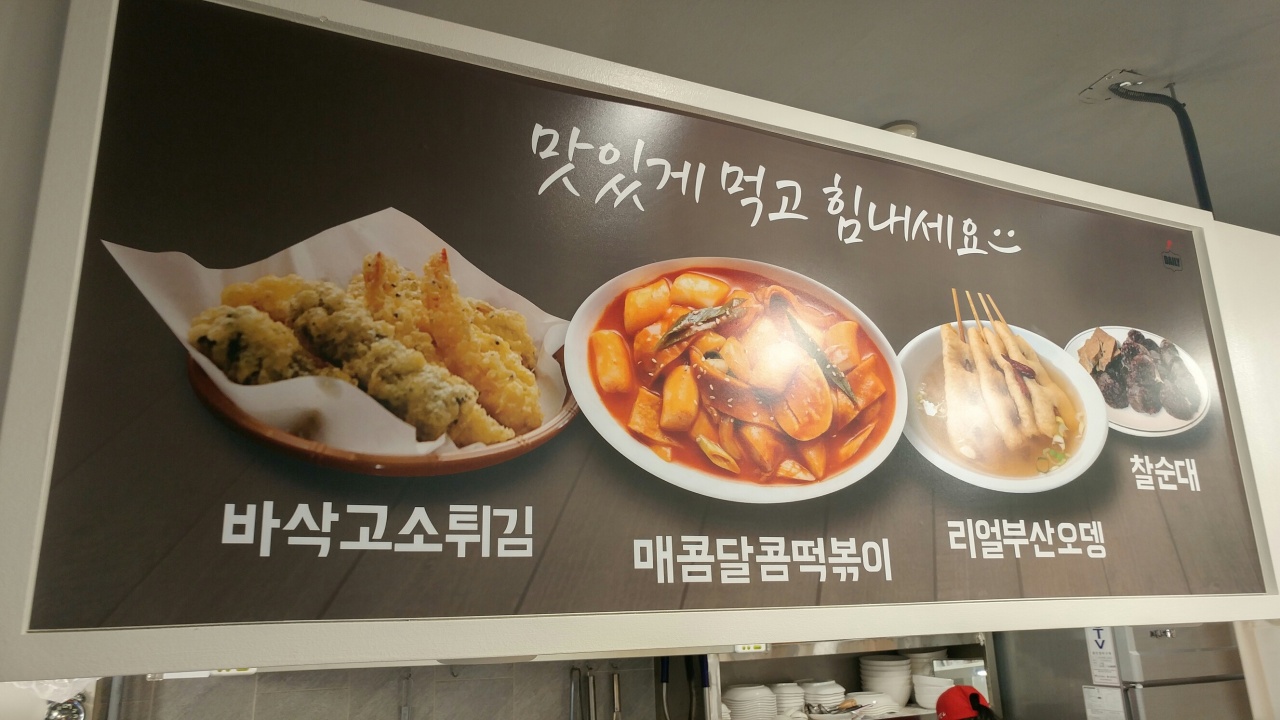 맛있게 먹고 힘내세요
바삭고소튀김
매콤달콤떡볶이
리얼부산오뎅
찰순대
TV